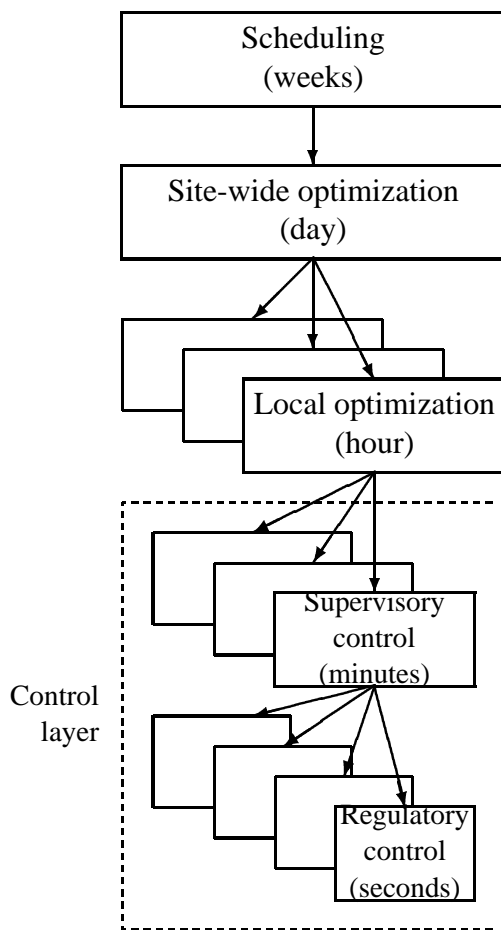 Scheduling
(weeks)
Site-wide optimization
(day)
Local optimization
(hour)
Supervisory
control
(minutes)
Control
layer
Regulatory
control
(seconds)